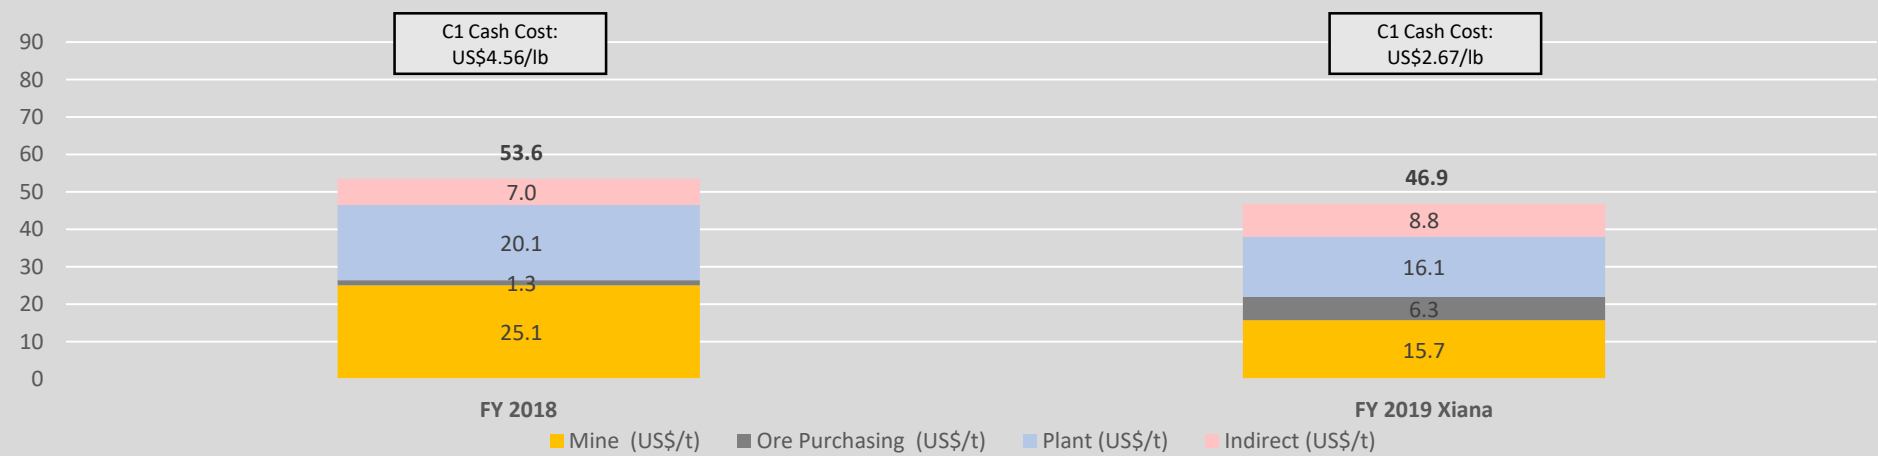 C1 Cash Cost:
US$4.56/lb
C1 Cash Cost:
US$2.67/lb
90
80
70
60
50
40
30
20
10
0
53.6
7.0
20.1
1.3
25.1
46.9
8.8
16.1
6.3
15.7
FY 2018
FY 2019 Xiana
Mine (US$/t) Ore Purchasing (US$/t) Plant (US$/t) Indirect (US$/t)